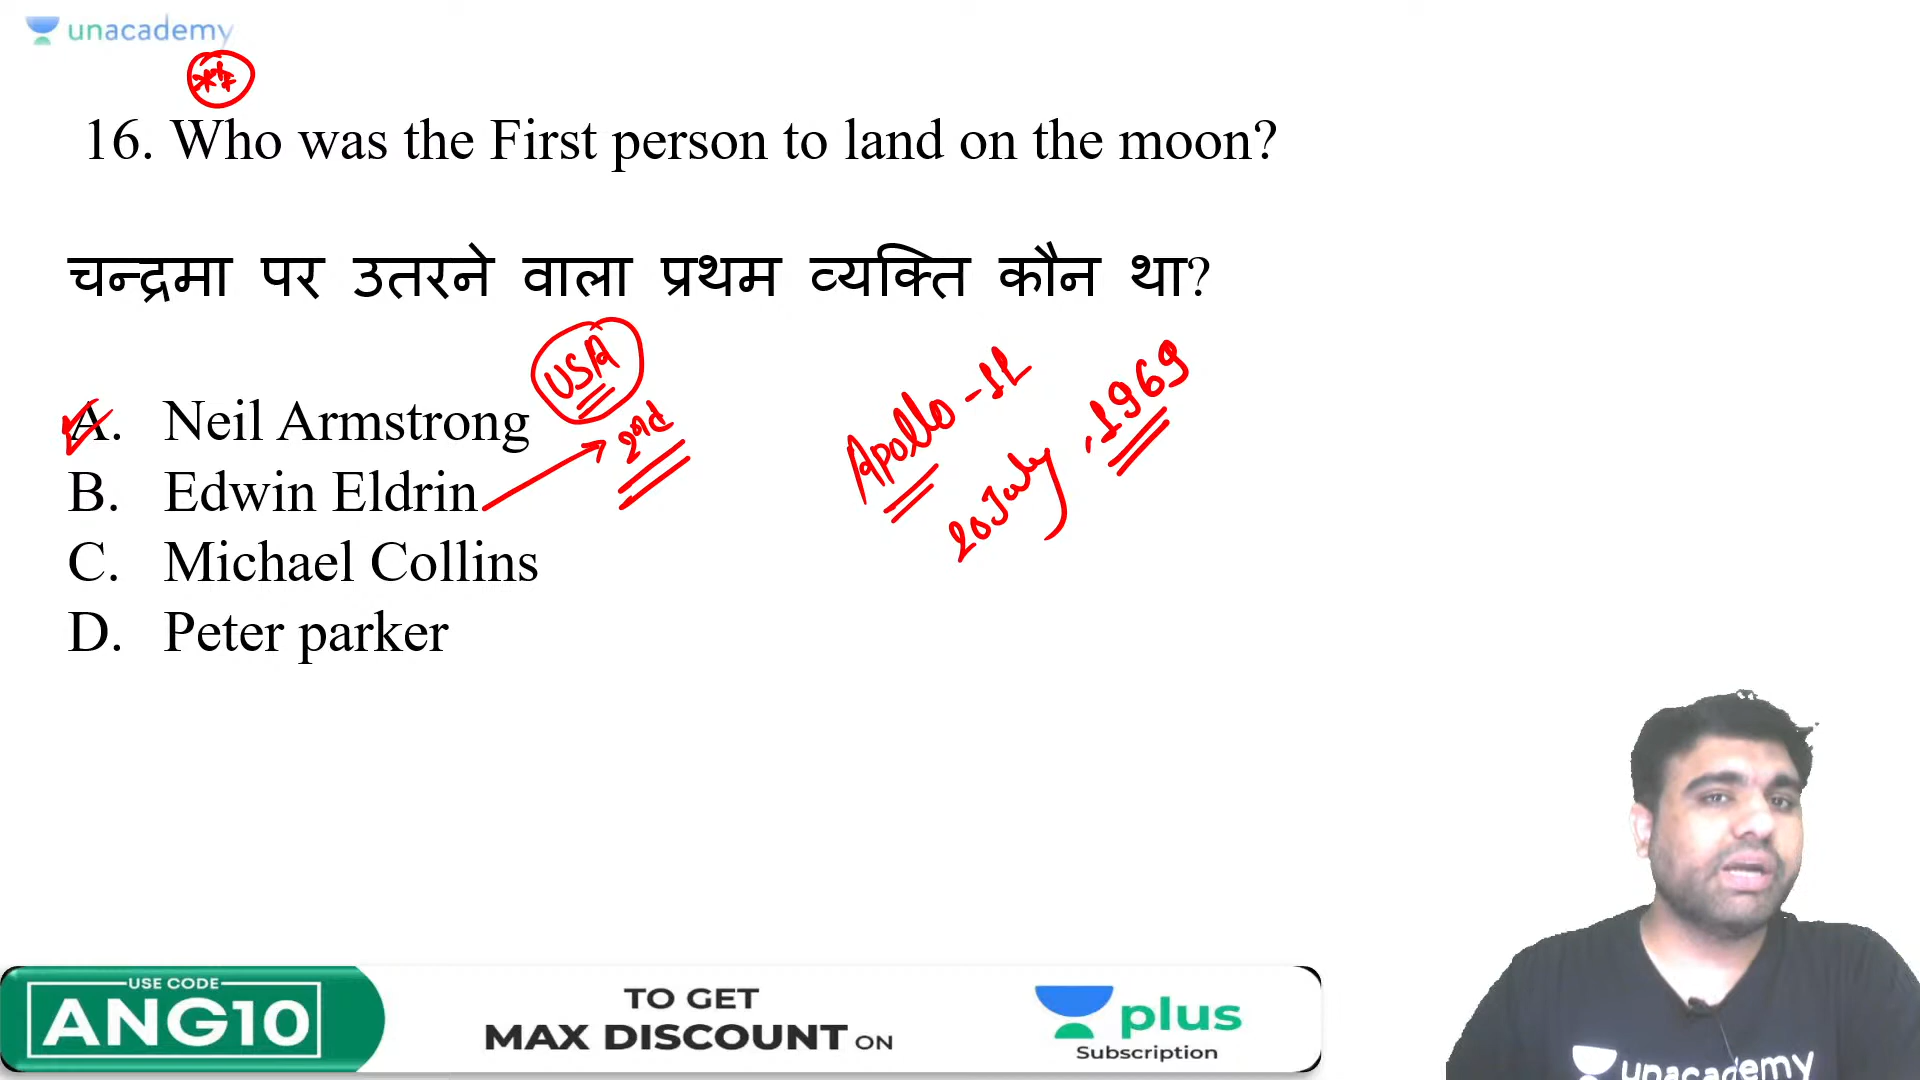 unacademy
**
16. Who was the First person to land on the moon?
चन्द्रमा पर उतरने वाला प्रथम व्यक्ति कौन था?
USA
Apollo-11
20 July, 1969
A. Neil Armstrong
2nd
B. Edwin Eldrin
C. Michael Collins
D. Peter parker
USE CODE
ANG10
TO GET
MAX DISCOUNT ON
plus
Subscription
unacademy